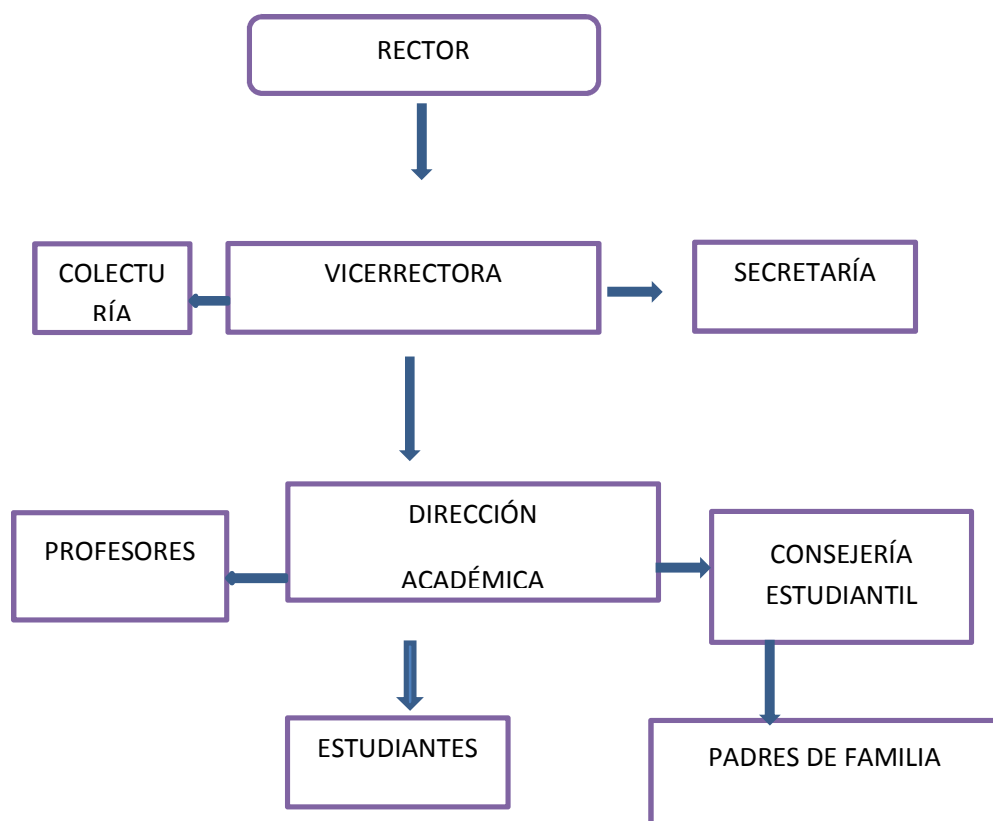 RECTOR
COLECTU
RÍA
VICERRECTORA
SECRETARÍA
PROFESORES
DIRECCIÓN
ACADÉMICA
CONSEJERÍA
ESTUDIANTIL
ESTUDIANTES
PADRES DE FAMILIA